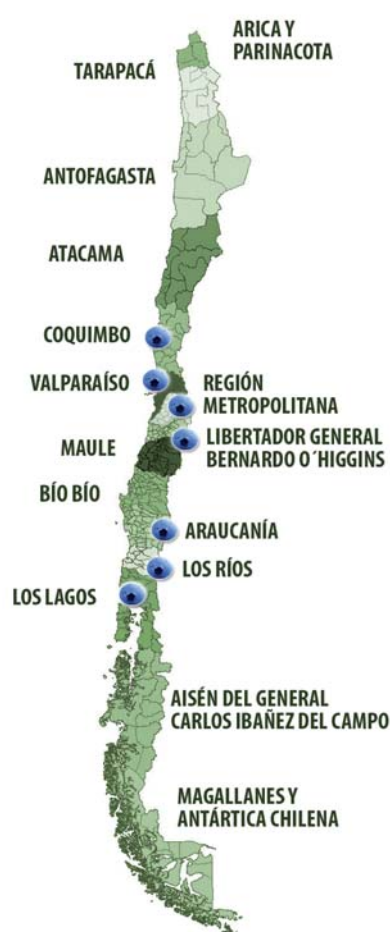 ARICA Y
PARINACOTA
TARAPACÁ
ANTOFAGASTA
ATACAMA
COQUIMBO
VALPARAÍSO
REGIÓN
METROPOLITANA
LIBERTADOR GENERAL
BERNARDO O´HIGGINS
MAULE
BÍO BÍO
ARAUCANÍA
LOS RÍOS
LOS LAGOS
AISÉN DEL GENERAL
CARLOS IBAÑEZ DEL CAMPO
MAGALLANES Y
ANTÁRTICA CHILENA